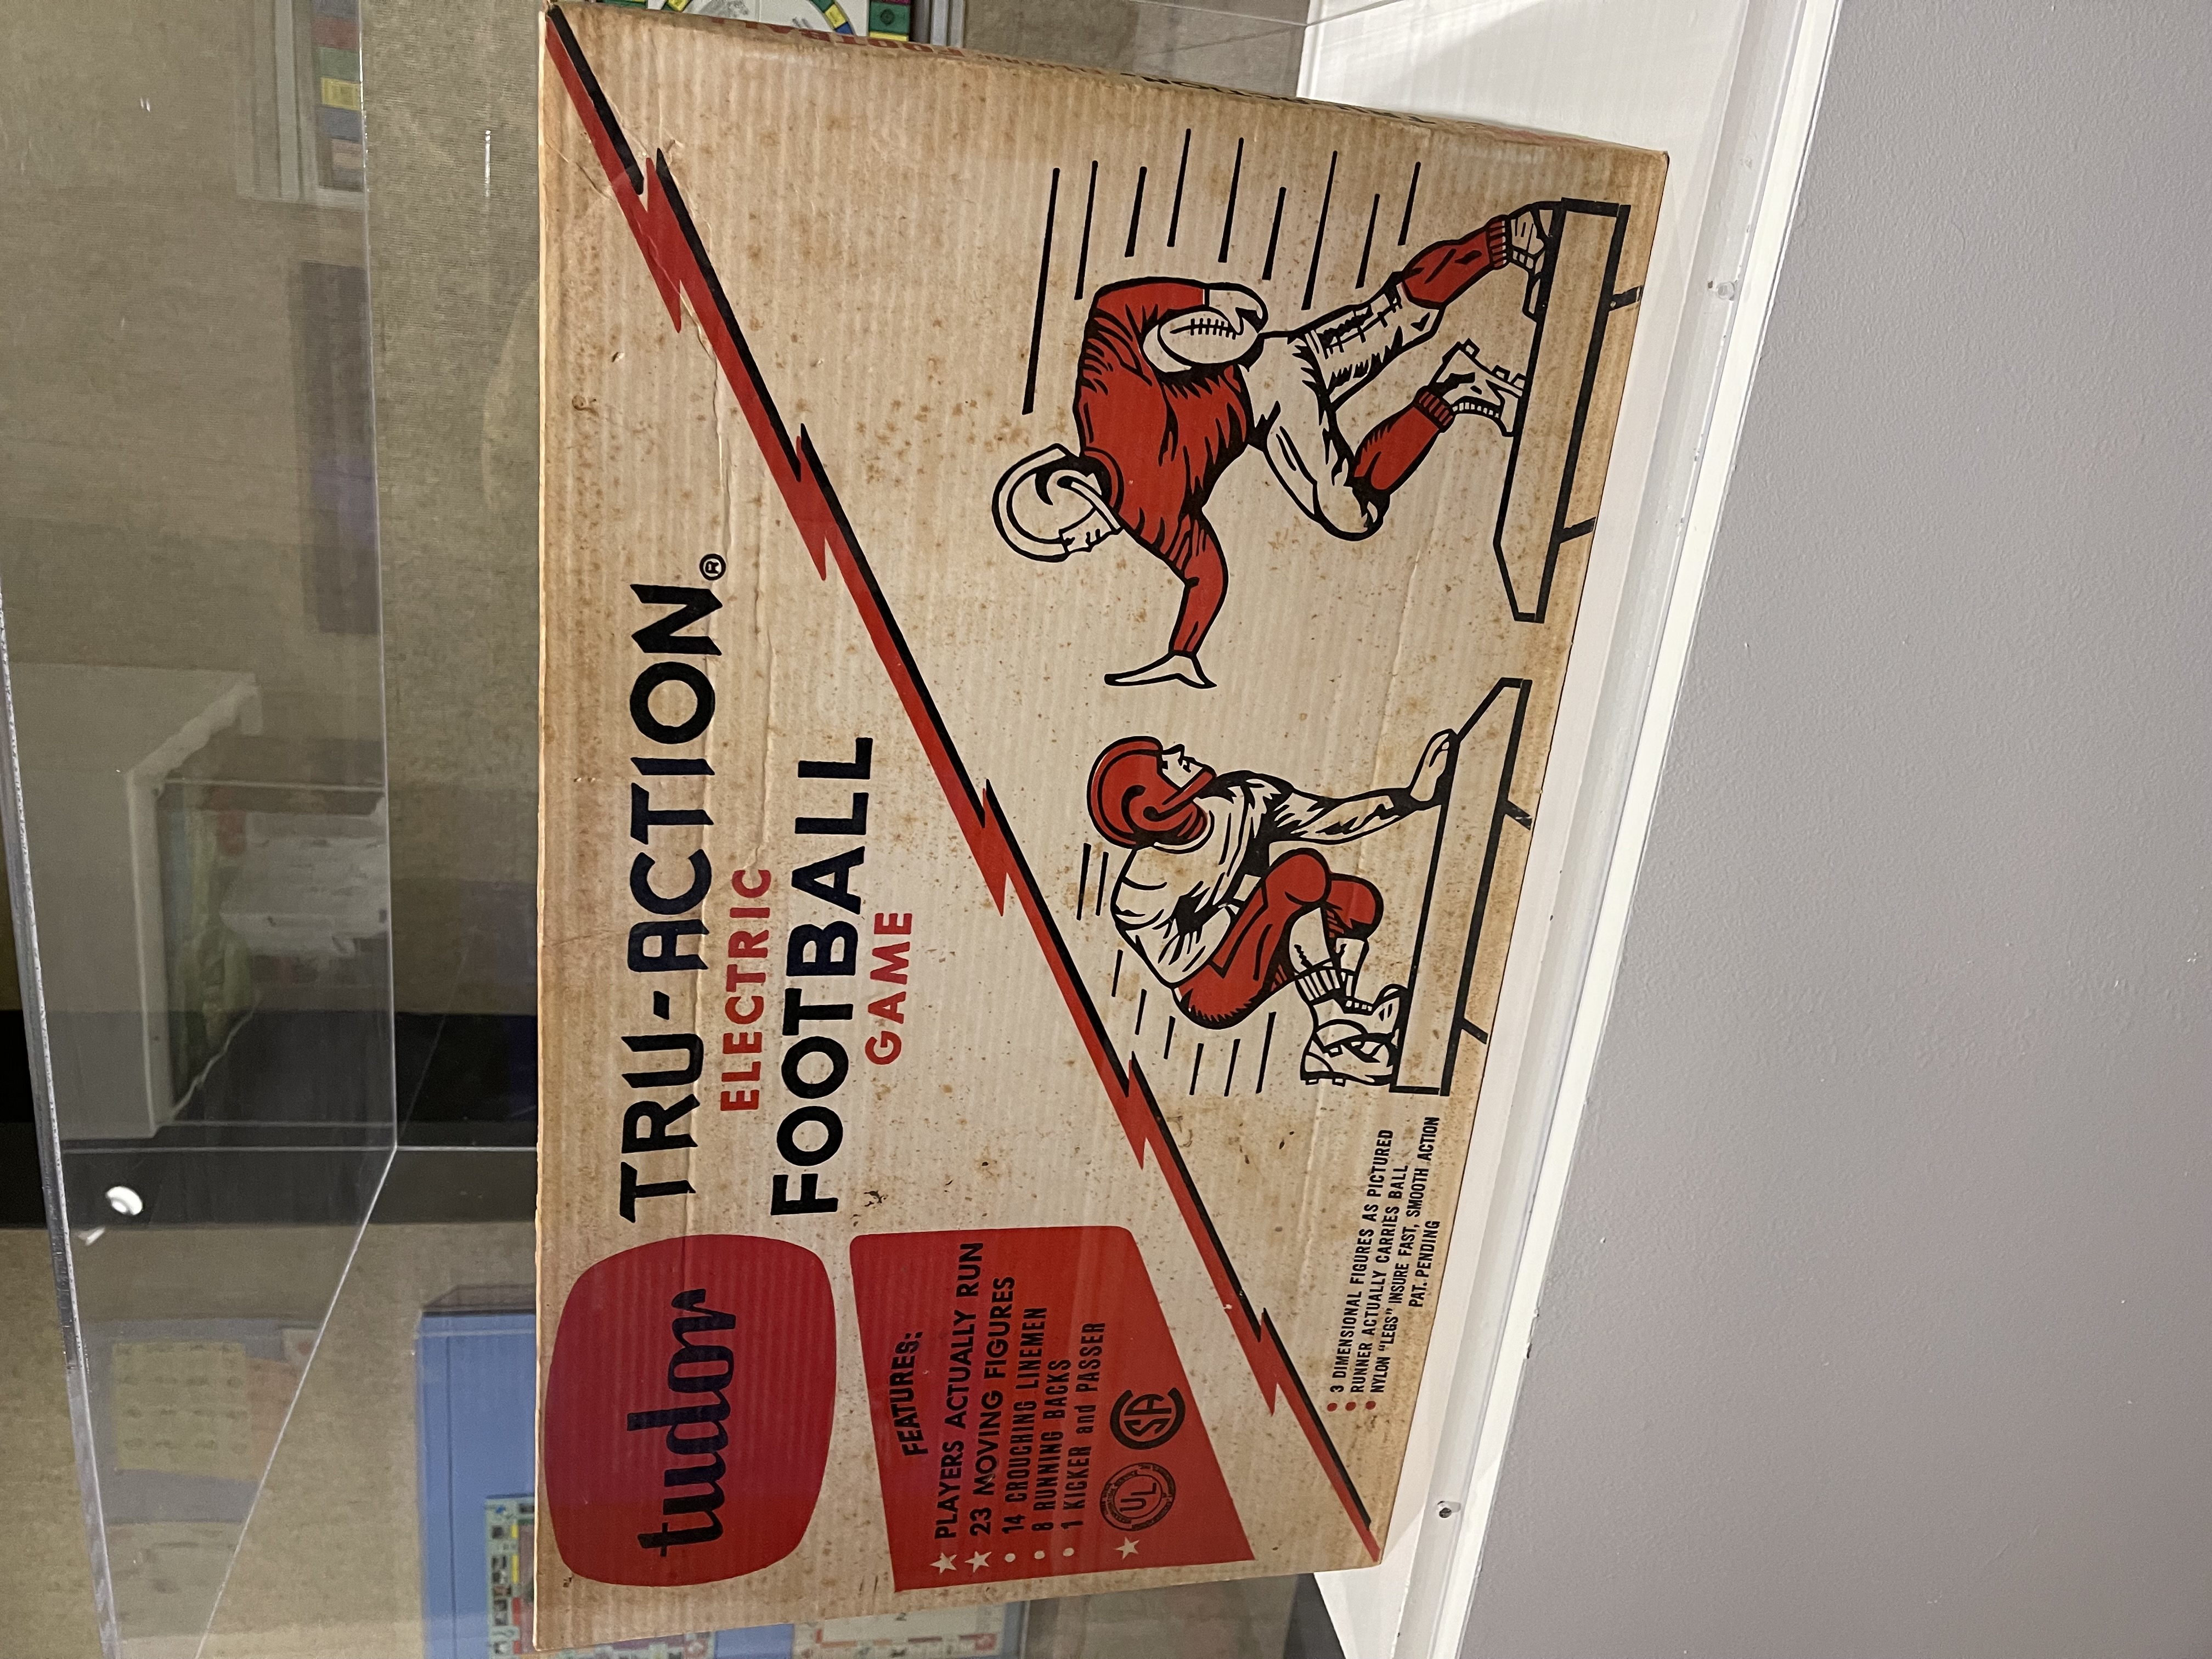 tudor
TRU-ACTION®
ELECTRIC
FOOTBALL
GAME
FEATURES:
PLAYERS ACTUALLY RUN
23 MOVING FIGURES
14 CROUCHING LINEMEN
8 RUNNING BACKS
1 KICKER and PASSER
UL
SA
3 DIMENSIONAL FIGURES AS PICTURED
RUNNER ACTUALLY CARRIES BALL
NYLON "LEGS" INSURE FAST, SMOOTH ACTION
PAT. PENDING